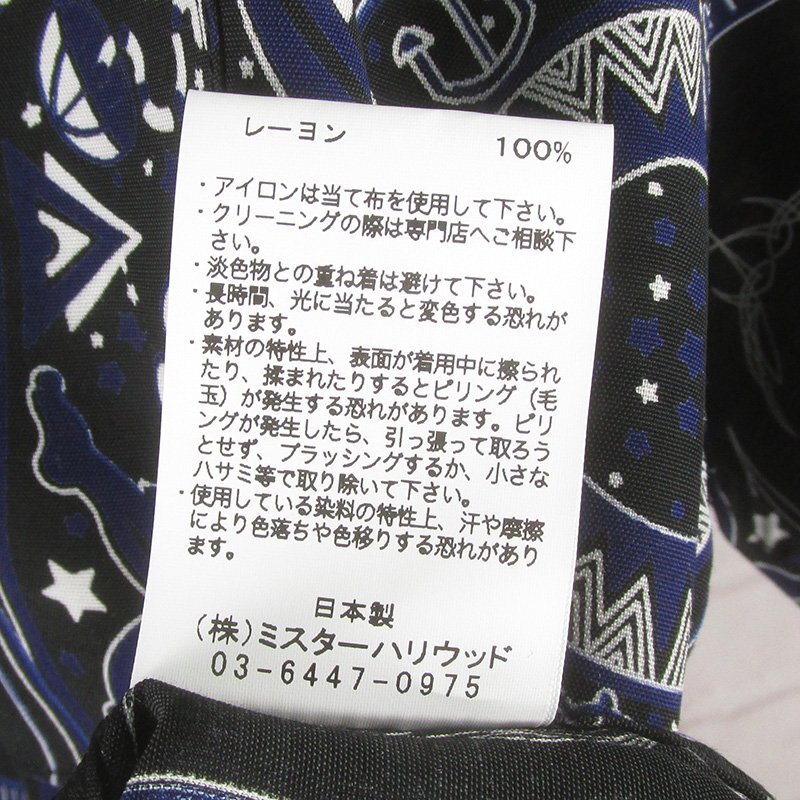 レーヨン 100%
・アイロンは当て布を使用して下さい。
・クリーニングの際は専門店へご相談下
さい。
・淡色物との重ね着は避けて下さい。
・長時間、光に当たると変色する恐れが
あります。
・素材の特性上、表面が着用中に擦られ
たり、揉まれたりするとピリング（毛
玉）が発生する恐れがあります。ピリ
ングが発生したら、引っ張って取ろう
とせず、ブラッシングするか、小さな
ハサミ等で取り除いて下さい。
・使用している染料の特性上、汗や摩擦
により色落ちや色移りする恐れがあり
ます。
日本製
（株）ミスターハリウッド
03-6447-0975